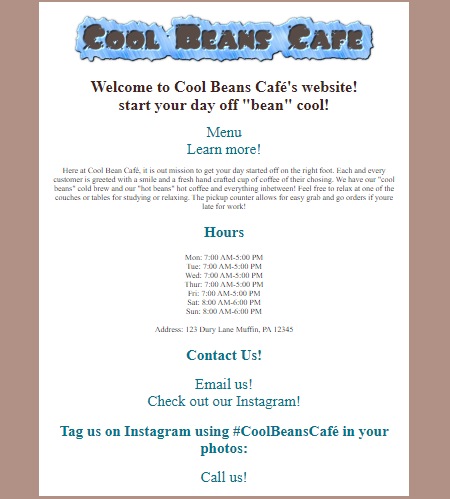 Cool Beans Cafe
Welcome to Cool Beans Café's website!
start your day off "bean" cool!
Menu
Learn more!
Here at Cool Bean Café, it is out mission to get your day started off on the right foot. Each and every
customer is greeted with a smile and a fresh hand crafted cup of coffee of their chosing. We have our "cool
beans" cold brew and our "hot beans" hot coffee and everything inbetween! Feel free to relax at one of the
couches or tables for studying or relaxing. The pickup counter allows for easy grab and go orders if youre
late for work!
Hours
Mon: 7:00 AM-5:00 PM
Tue: 7:00 AM-5:00 PM
Wed: 7:00 AM-5:00 PM
Thur: 7:00 AM-5:00 PM
Fri: 7:00 AM-5:00 PM
Sat: 8:00 AM-6:00 PM
Sun: 8:00 AM-6:00 PM
Address: 123 Dury Lane Muffin, PA 12345
Contact Us!
Email us!
Check out our Instagram!
Tag us on Instagram using #CoolBeansCafé in your
photos:
Call us!